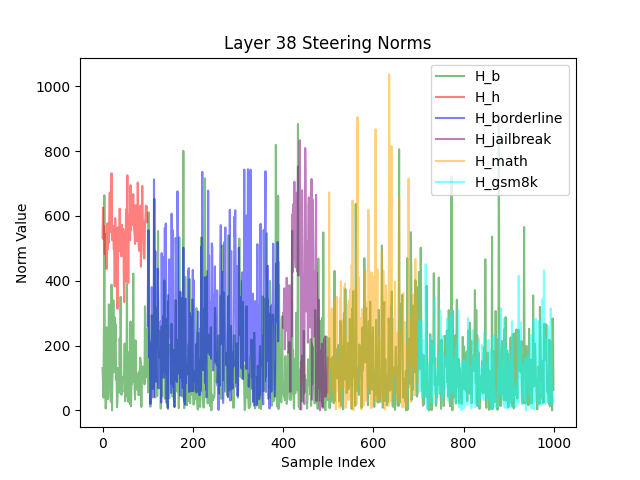 Layer 38 Steering Norms
Norm Value
1000
800
600
400
200
0
H_b
H_h
H_borderline
H_jailbreak
H_math
H_gsm8k
0 200 400 600 800 1000
Sample Index